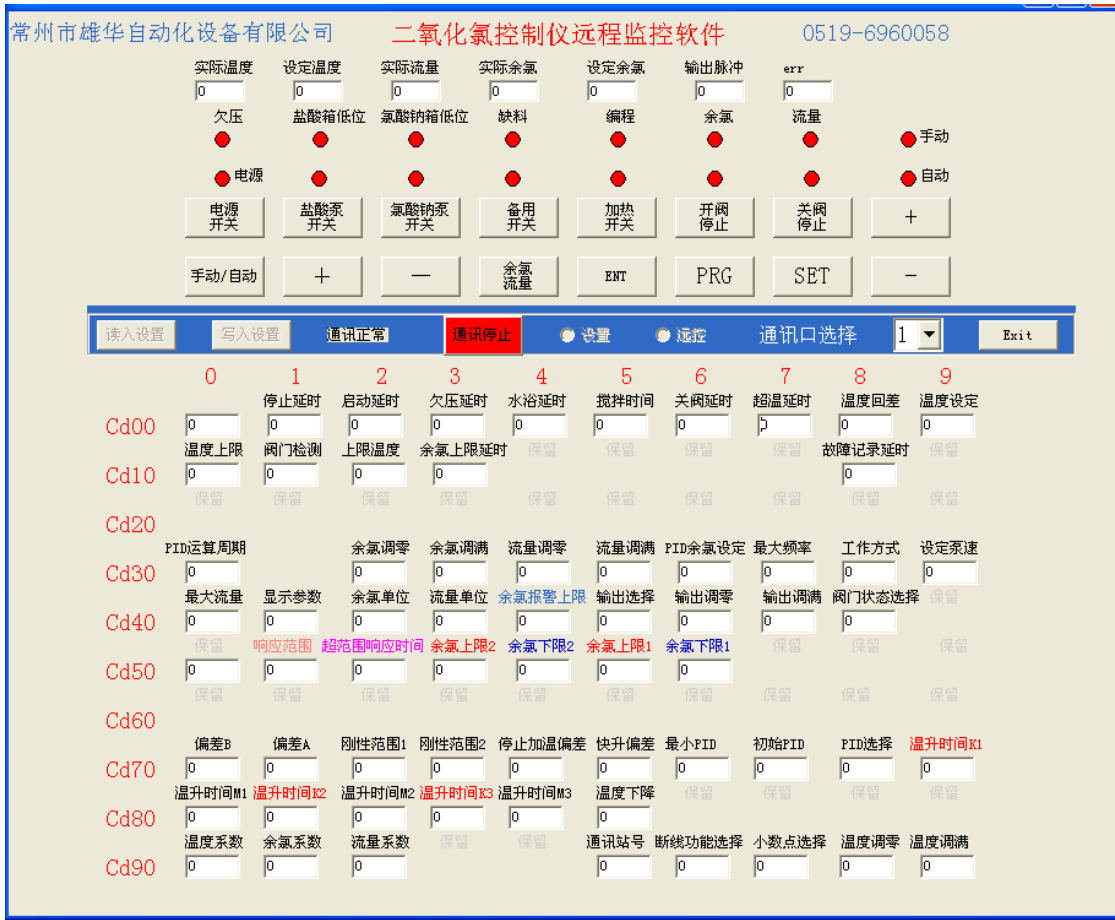 常州市雄华自动化设备有限公司 二氧化氯控制仪远程监控软件 0519-6960058
实际温度 设定温度 实际流量 实际余氯 设定余氯 输出脉冲 err
0 0 0 0 0 0 0
欠压 盐酸箱低位 氯酸钠箱低位 缺料 编程 余氯 流量 手动
电源 自动
电源开关 盐酸泵开关 氯酸钠泵开关 备用开关 加热开关 开阀停止 关阀停止 +
手动/自动 + — 余氯流量 ENT PRG SET -
读入设置 写入设置 通讯正常 通讯停止 设置 远控 通讯口选择 1 Exit
0 1 2 3 4 5 6 7 8 9
停止延时 启动延时 欠压延时 水浴延时 搅拌时间 关阀延时 超温延时 温度回差 温度设定
Cd00 0 0 0 0 0 0 0 0 0
温度上限 阀门检测 上限温度 余氯上限延时 保留 保留 保留 保留 故障记录延时 保留
Cd10 0 0 0 0 0
保留 保留 保留 保留 保留 保留 保留 保留 保留 保留
Cd20
PID运算周期 余氯调零 余氯调满 流量调零 流量调满 PID余氯设定 最大频率 工作方式 设定泵速
Cd30 0 0 0 0 0 0 0 0 0
最大流量 显示参数 余氯单位 流量单位 余氯报警上限 输出选择 输出调零 输出调满 阀门状态选择 保留
Cd40 0 0 0 0 0 0 0 0 0
保留 响应范围 超范围响应时间 余氯上限2 余氯下限2 余氯上限1 余氯下限1 保留 保留 保留
Cd50 0 0 0 0 0 0 0
保留 保留 保留 保留 保留 保留 保留 保留 保留 保留
Cd60
偏差B 偏差A 刚性范围1 刚性范围2 停止加温偏差 快升偏差 最小PID 初始PID PID选择 温升时间K1
Cd70 0 0 0 0 0 0 0 0 0 0
温升时间M1 温升时间K2 温升时间M2 温升时间K3 温升时间M3 温度下降 保留 保留 保留 保留
Cd80 0 0 0 0 0 0
温度系数 余氯系数 流量系数 保留 保留 通讯站号 断线功能选择 小数点选择 温度调零 温度调满
Cd90 0 0 0 0 0 0 0 0